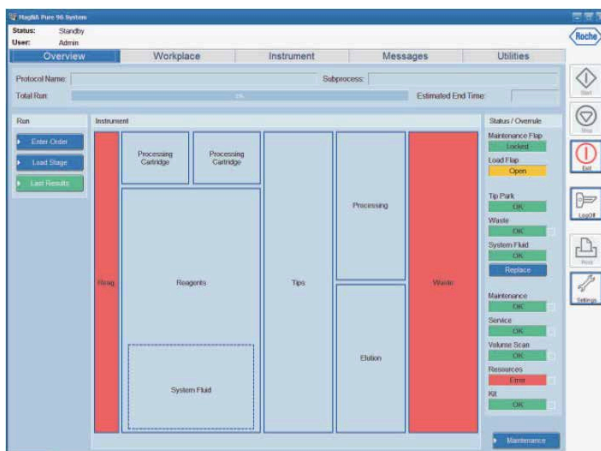 MagNA Pure 96 System
Status: Standby
User: Admin
Roche
Overview Workplace Instrument Messages Utilities
Protocol Name: Subprocess:
Total Run: Estimated End Time:
Run
Enter Order
Load Stage
Last Results
Instrument
Reag
Processing
Cartridge
Processing
Cartridge
Reagents
System Fluid
Tips
Processing
Elution
Waste
Status / Overrule
Maintenance Flap
Locked
Load Flap
Open
Tip Park
OK
Waste
OK
System Fluid
OK
Replace
Maintenance
OK
Service
OK
Volume Scan
OK
Resources
Error
Kit
OK
Maintenance
Start
Stop
Exit
LogOff
Print
Settings